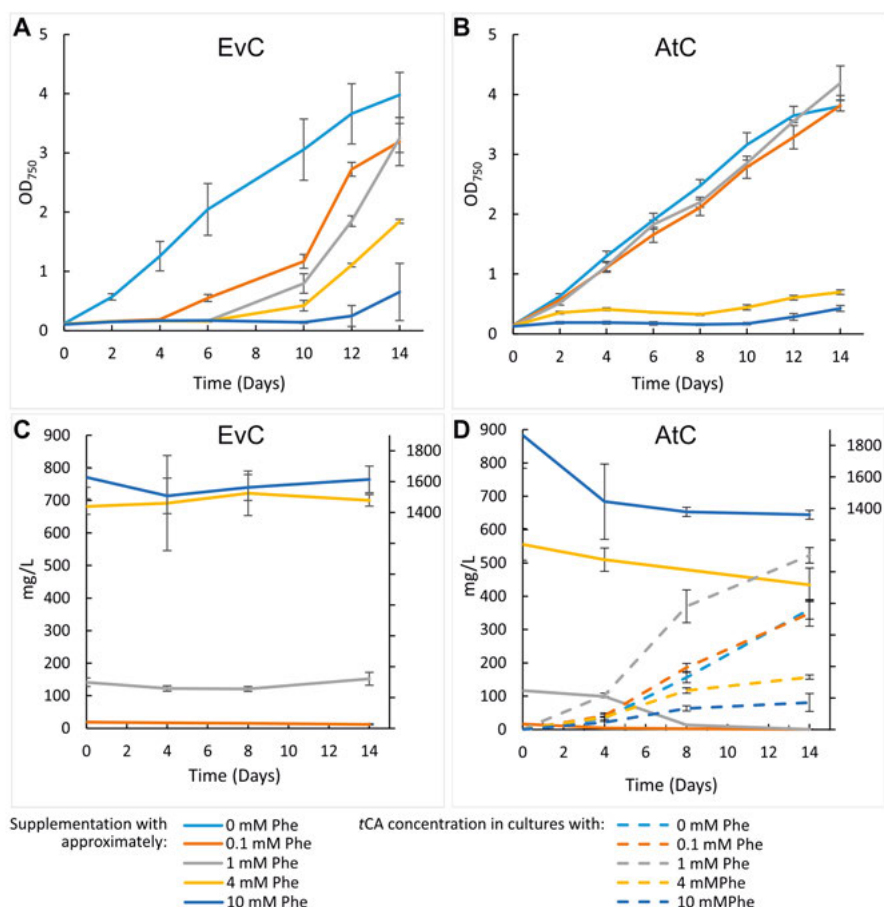 A
EvC
5
4
3
2
1
0
OD750
0 2 4 6 8 10 12 14
Time (Days)
B
AtC
5
4
3
2
1
0
OD750
0 2 4 6 8 10 12 14
Time (Days)
C
EvC
900
800
700
600
500
400
300
200
100
0
mg/L
1800
1600
1400
0 2 4 6 8 10 12 14
Time (Days)
D
AtC
900
800
700
600
500
400
300
200
100
0
mg/L
1800
1600
1400
0 2 4 6 8 10 12 14
Time (Days)
Supplementation with
approximately:
0 mM Phe
0.1 mM Phe
1 mM Phe
4 mM Phe
10 mM Phe
tCA concentration in cultures with:
0 mM Phe
0.1 mM Phe
1 mM Phe
4 mMPhe
10 mMPhe